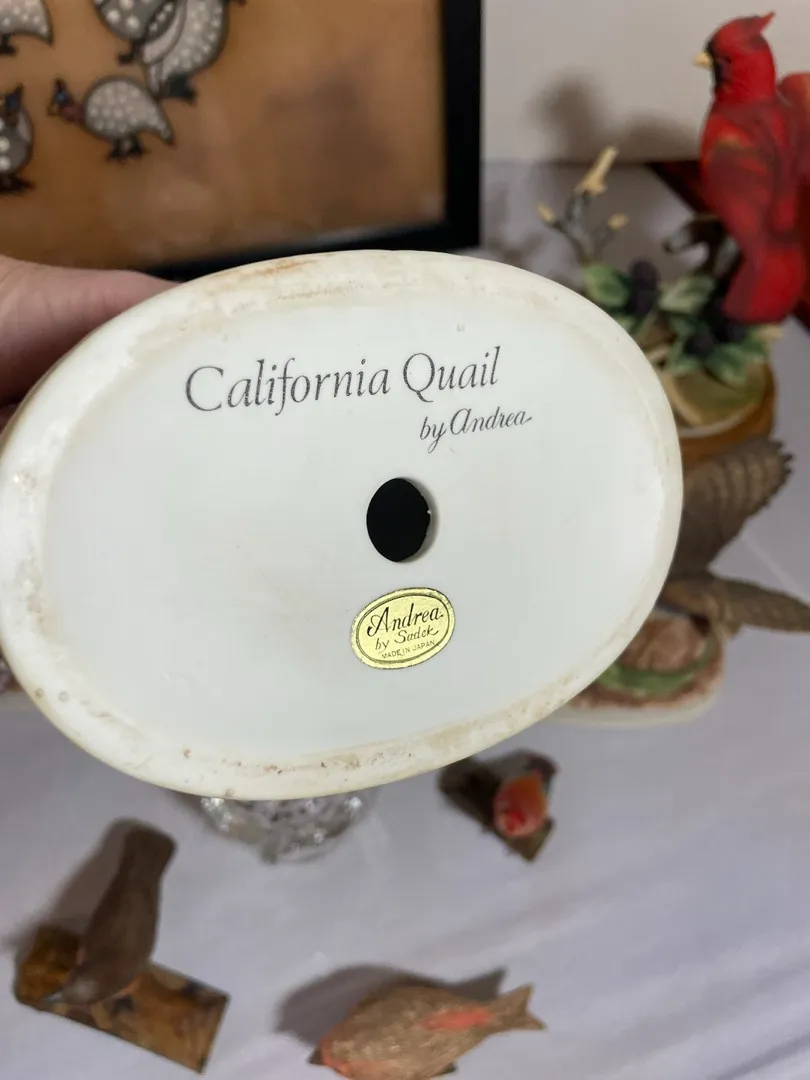 California Quail
by Andrea
Andrea
by Sadek
MADE IN JAPAN